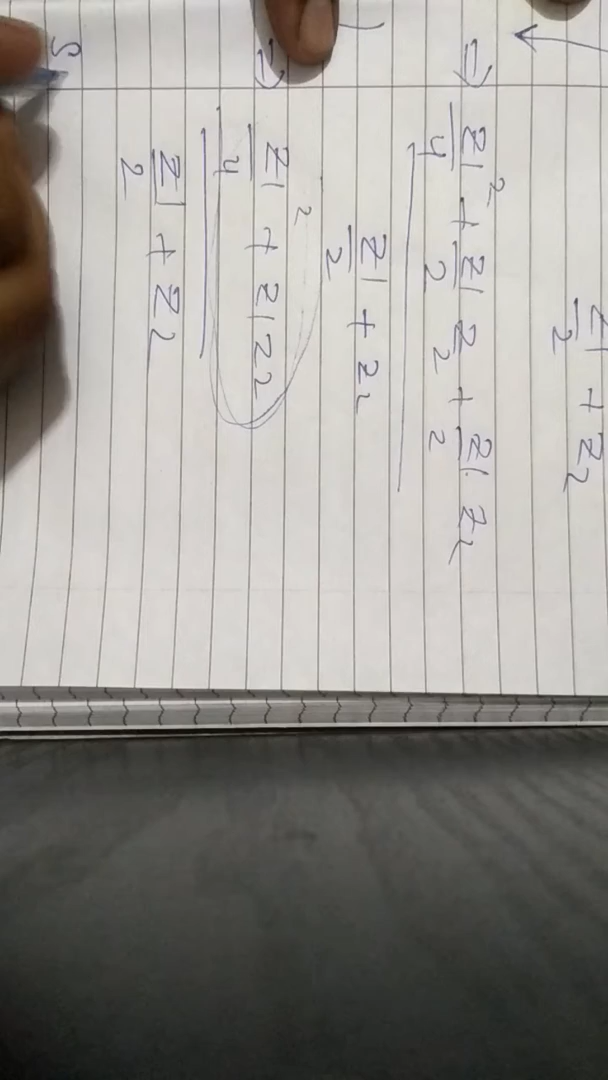 Z1/2 + Z2
⇒ Z1²/4 + Z1/2 Z2/2 + Z1/2 . Z2
Z1/2 + Z2
⇒ Z1²/4 + Z1Z2
Z1/2 + Z2